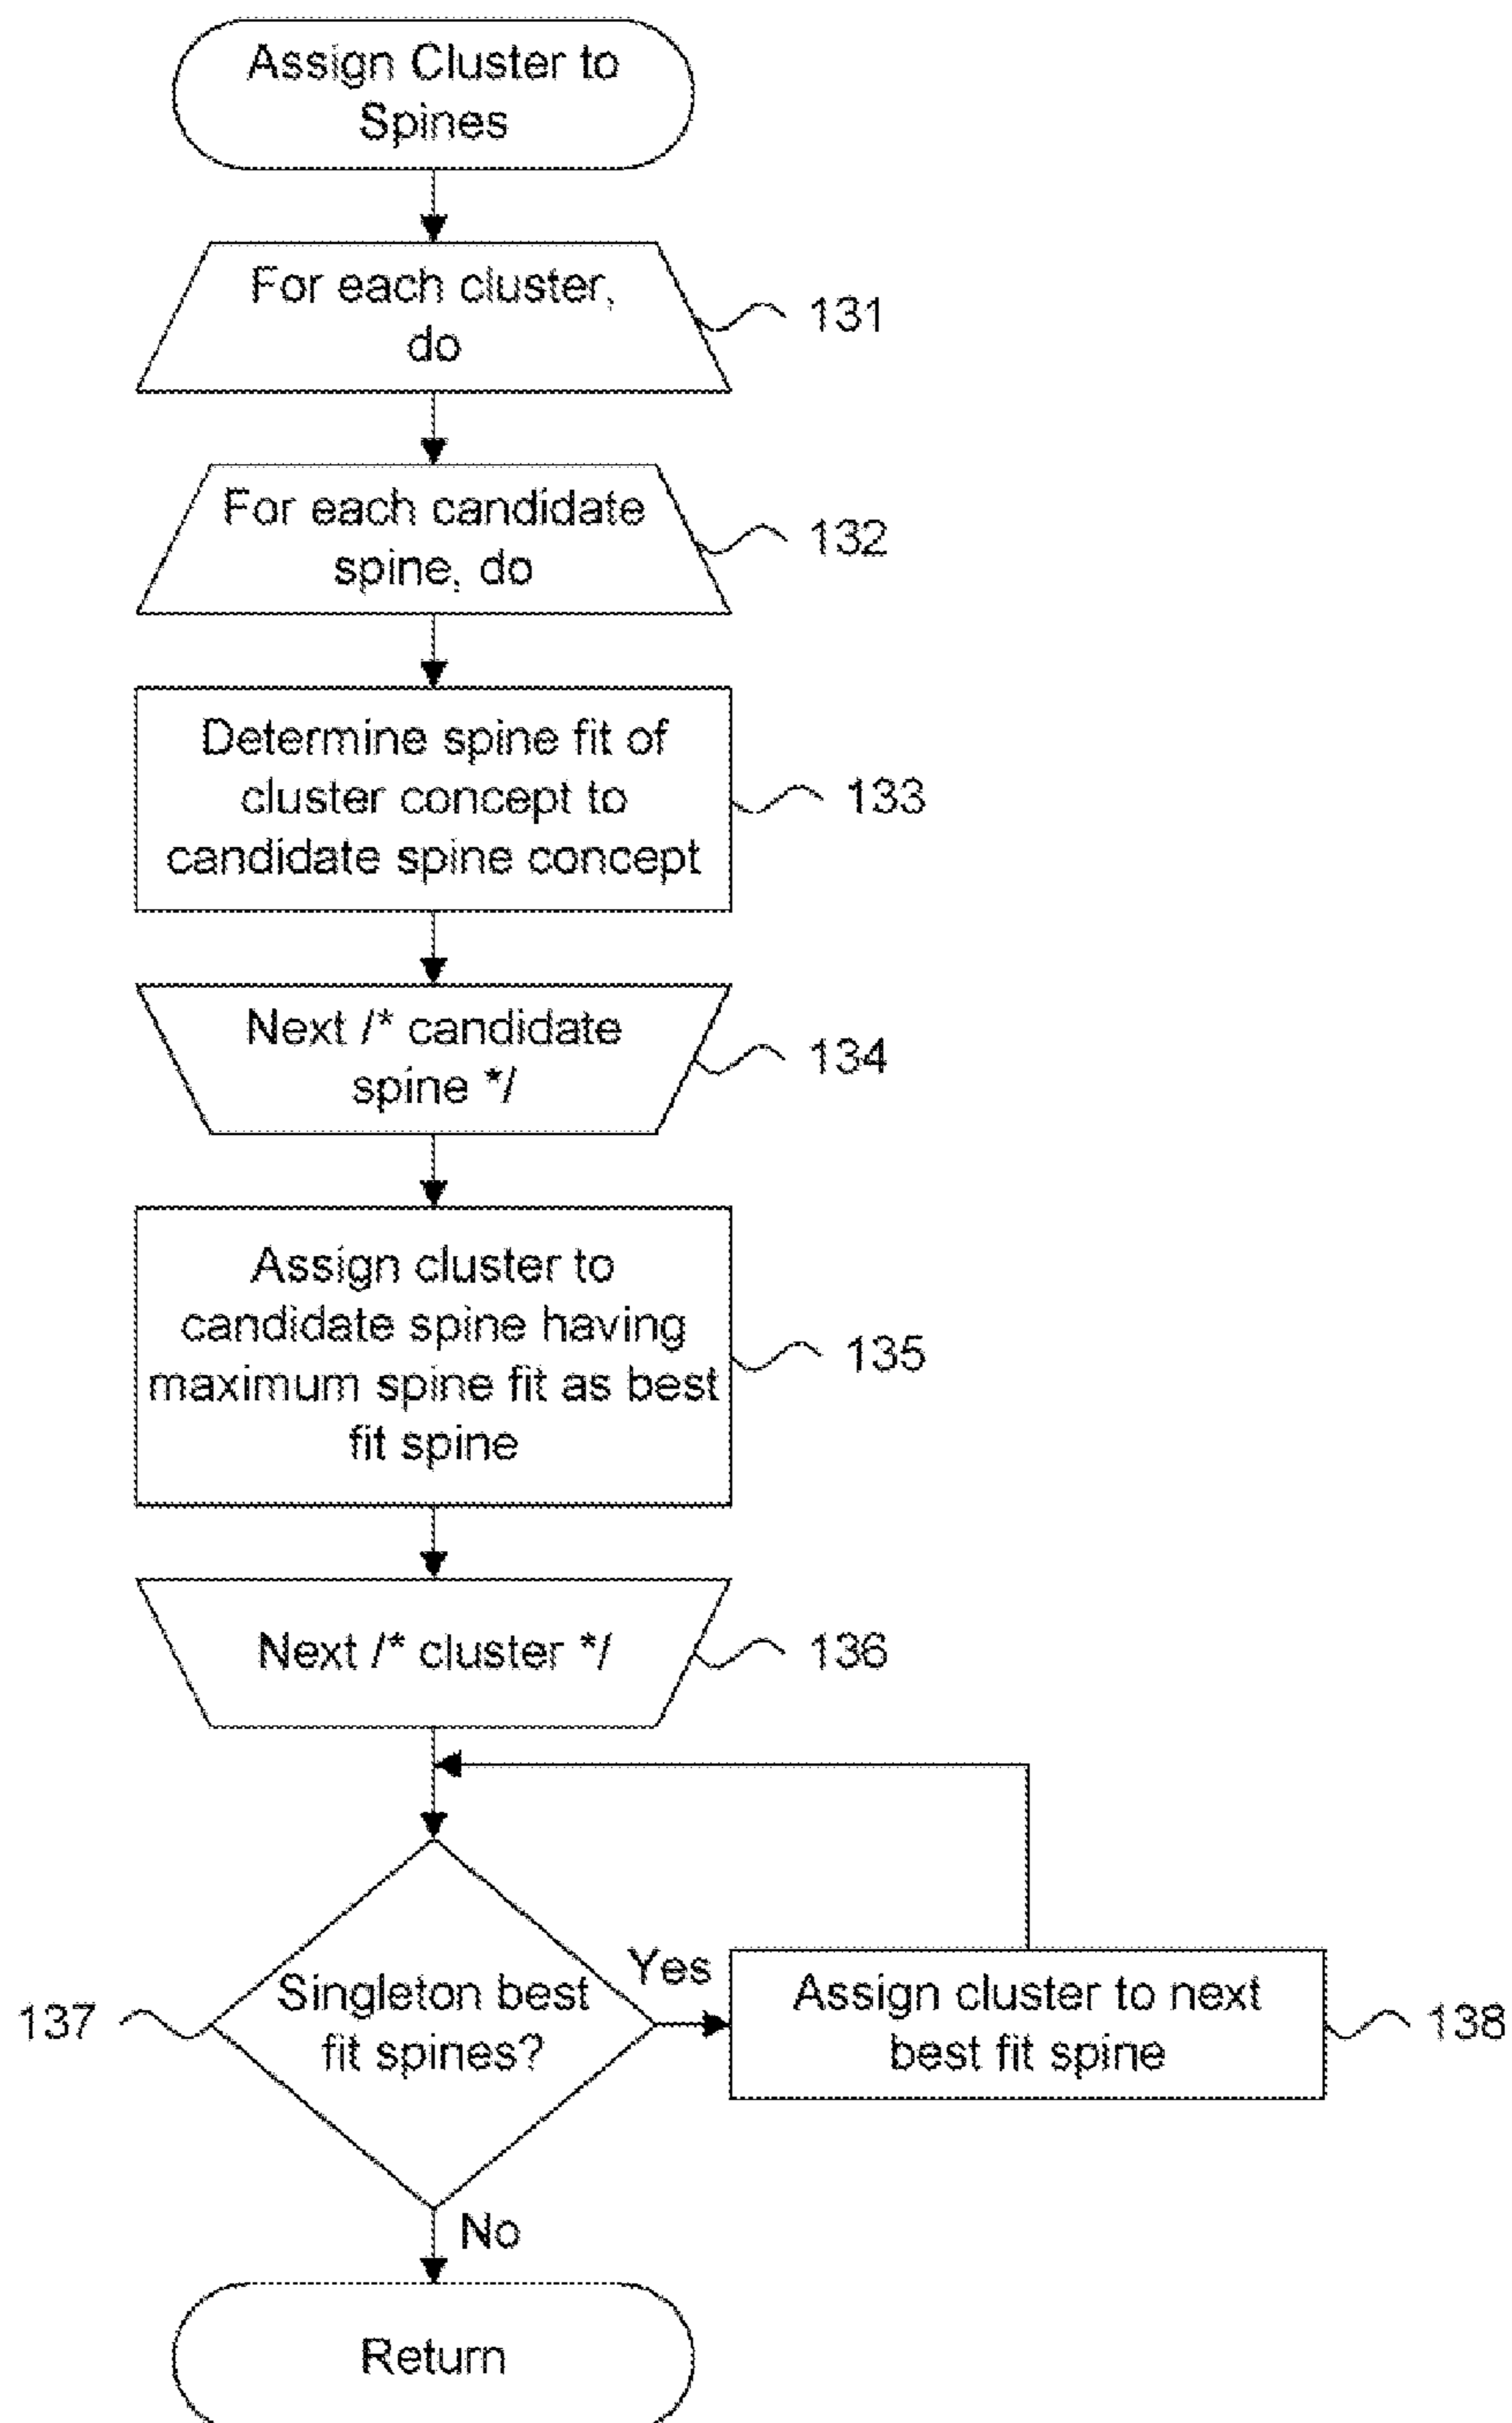 Assign Cluster to
Spines
For each cluster,
do
131
For each candidate
spine, do
132
Determine spine fit of
cluster concept to
candidate spine concept
133
Next /* candidate
spine */
134
Assign cluster to
candidate spine having
maximum spine fit as best
fit spine
135
Next /* cluster */
136
137
Singleton best
fit spines?
Yes
Assign cluster to next
best fit spine
138
No
Return